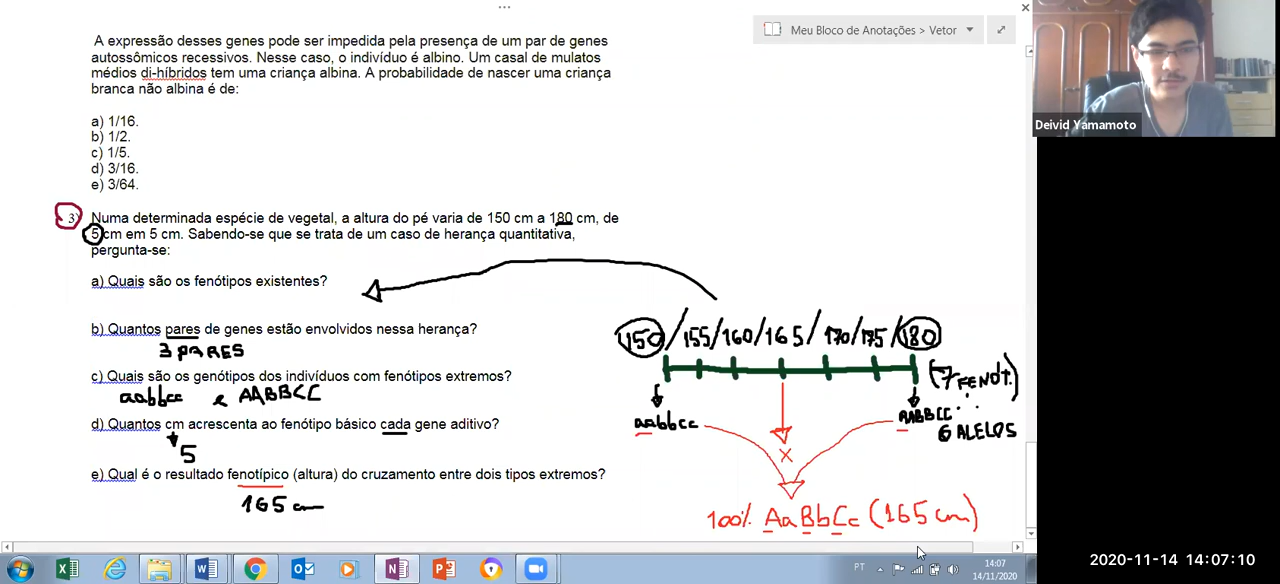 Meu Bloco de Anotações > Vetor
A expressão desses genes pode ser impedida pela presença de um par de genes
autossômicos recessivos. Nesse caso, o indivíduo é albino. Um casal de mulatos
médios di-híbridos tem uma criança albina. A probabilidade de nascer uma criança
branca não albina é de:
a) 1/16.
b) 1/2.
c) 1/5.
d) 3/16.
e) 3/64.
3) Numa determinada espécie de vegetal, a altura do pé varia de 150 cm a 180 cm, de
5 cm em 5 cm. Sabendo-se que se trata de um caso de herança quantitativa,
pergunta-se:
a) Quais são os fenótipos existentes?
b) Quantos pares de genes estão envolvidos nessa herança?
3 PARES
c) Quais são os genótipos dos indivíduos com fenótipos extremos?
aabbcc e AABBCC
d) Quantos cm acrescenta ao fenótipo básico cada gene aditivo?
5
e) Qual é o resultado fenotípico (altura) do cruzamento entre dois tipos extremos?
165 cm
150 / 155 / 160 / 165 / 170 / 175 / 180
(7 FENÓT.)
aabbcc
AABBCC
6 ALELOS
X
100% AaBbCc (165 cm)
Deivid Yamamoto
PT
14:07
14/11/2020
2020-11-14 14:07:10